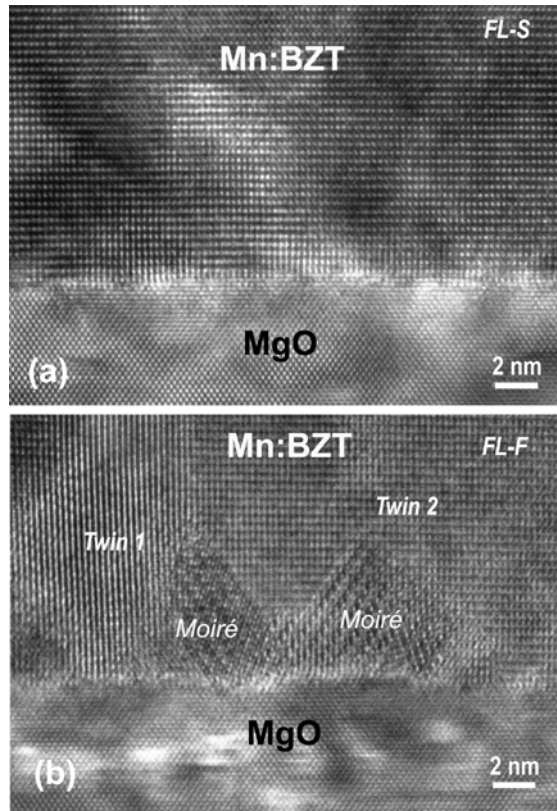 FL-S
Mn:BZT
MgO
(a)
2 nm
Mn:BZT
FL-F
Twin 1
Twin 2
Moiré
Moiré
MgO
(b)
2 nm